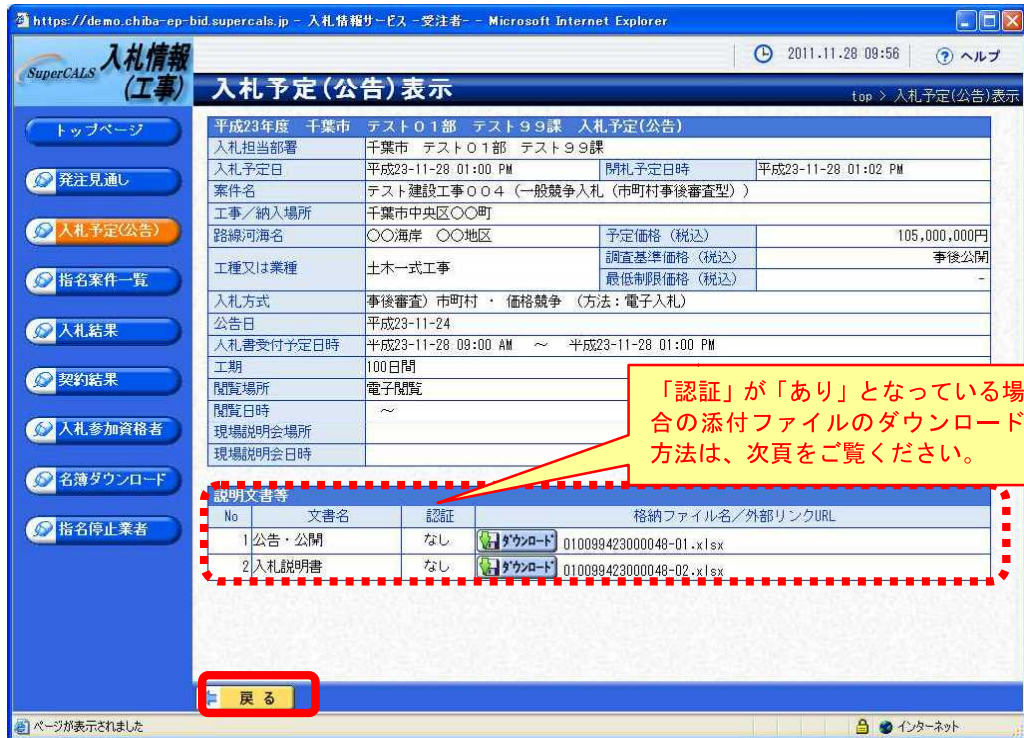 https://demo.chiba-ep-bid.supercals.jp - 入札情報サービス -受注者- - Microsoft Internet Explorer
SuperCALS 入札情報(工事)
2011.11.28 09:56 ヘルプ
入札予定(公告)表示
top > 入札予定(公告)表示
トップページ
発注見通し
入札予定(公告)
指名案件一覧
入札結果
契約結果
入札参加資格者
名簿ダウンロード
指名停止業者
平成23年度 千葉市 テスト01部 テスト99課 入札予定(公告)
入札担当部署 千葉市 テスト01部 テスト99課
入札予定日 平成23-11-28 01:00 PM 開札予定日時 平成23-11-28 01:02 PM
案件名 テスト建設工事004(一般競争入札(市町村事後審査型))
工事/納入場所 千葉市中央区〇〇町
路線河海名 〇〇海岸 〇〇地区 予定価格(税込) 105,000,000円
工種又は業種 土木一式工事 調査基準価格(税込) 事後公開
最低制限価格(税込) -
入札方式 事後審査)市町村 ・ 価格競争 (方法:電子入札)
公告日 平成23-11-24
入札書受付予定日時 平成23-11-28 09:00 AM ~ 平成23-11-28 01:00 PM
工期 100日間
閲覧場所 電子閲覧
閲覧日時 ~
現場説明会場所
現場説明会日時
「認証」が「あり」となっている場
合の添付ファイルのダウンロード
方法は、次頁をご覧ください。
説明文書等
No 文書名 認証 格納ファイル名/外部リンクURL
1 公告・公開 なし ダウンロード 010099423000048-01.xlsx
2 入札説明書 なし ダウンロード 010099423000048-02.xlsx
戻る
ページが表示されました インターネット